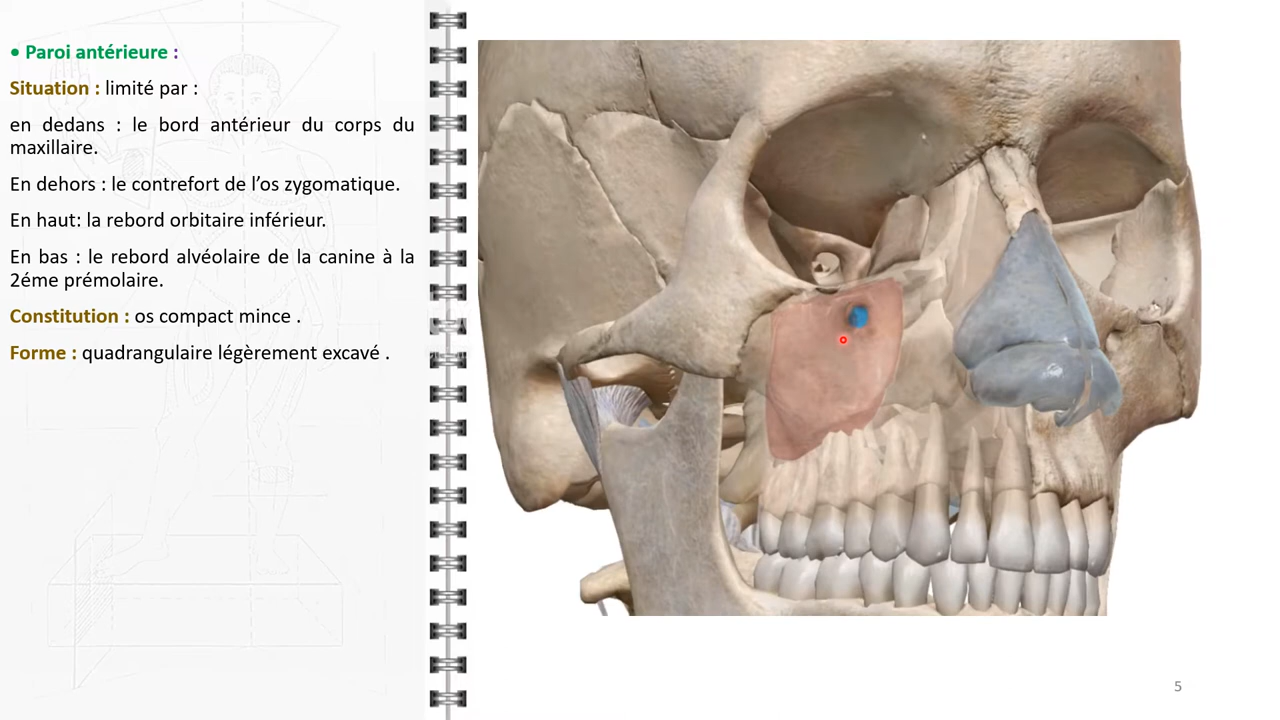 • Paroi antérieure :
Situation : limité par :
en dedans : le bord antérieur du corps du
maxillaire.
En dehors : le contrefort de l’os zygomatique.
En haut: la rebord orbitaire inférieur.
En bas : le rebord alvéolaire de la canine à la
2éme prémolaire.
Constitution : os compact mince .
Forme : quadrangulaire légèrement excavé .
5